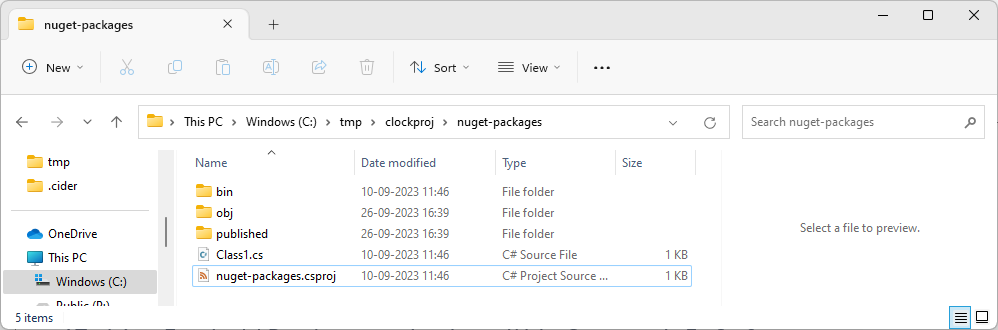 nuget-packages
New
Sort
View
This PC > Windows (C:) > tmp > clockproj > nuget-packages
Search nuget-packages
tmp
.cider
OneDrive
This PC
Windows (C:)
Name Date modified Type Size
bin 10-09-2023 11:46 File folder
obj 26-09-2023 16:39 File folder
published 26-09-2023 16:39 File folder
Class1.cs 10-09-2023 11:46 C# Source File 1 KB
nuget-packages.csproj 10-09-2023 11:46 C# Project Source ... 1 KB
Select a file to preview.
5 items